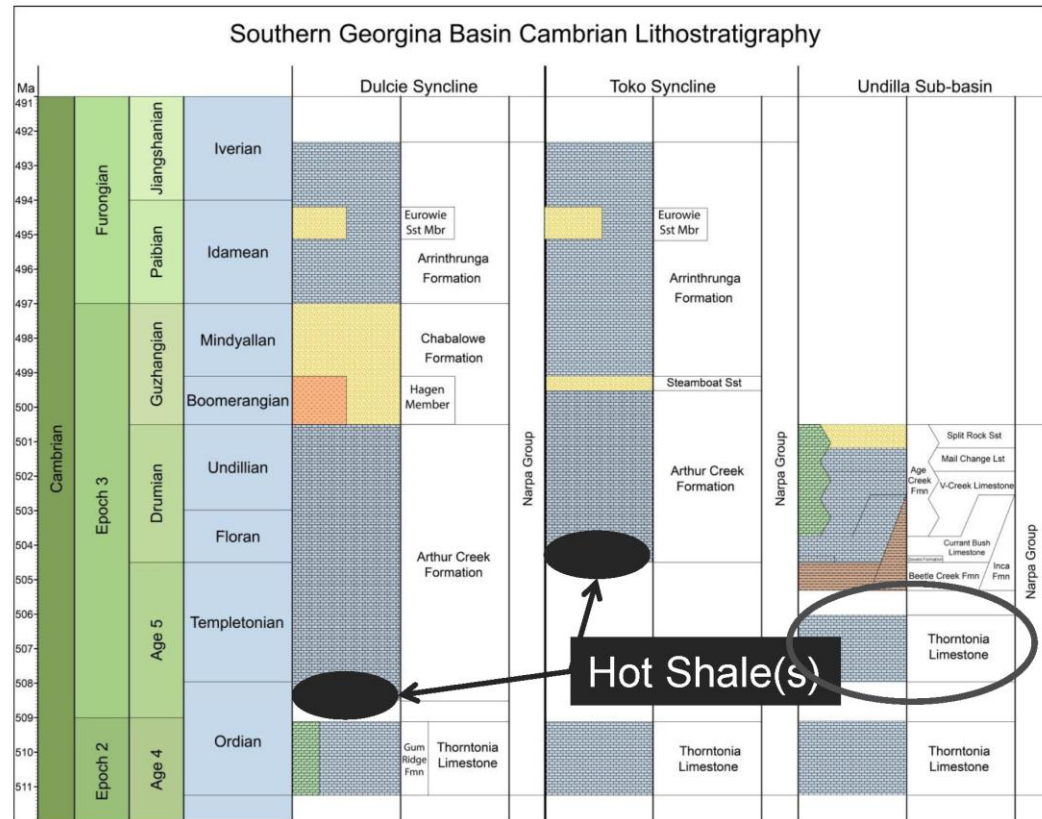 Southern Georgina Basin Cambrian Lithostratigraphy
Ma
Dulcie Syncline
Toko Syncline
Undilla Sub-basin
491
492
493
494
495
496
497
498
499
500
501
502
503
504
505
506
507
508
509
510
511
Cambrian
Furongian
Epoch 3
Epoch 2
Jiangshanian
Paibian
Guzhangian
Drumian
Age 5
Age 4
Iverian
Idamean
Mindyallan
Boomerangian
Undillian
Floran
Templetonian
Ordian
Eurowie
Sst Mbr
Arrinthrunga
Formation
Chabalowe
Formation
Hagen
Member
Arthur Creek
Formation
Gum
Ridge
Fmn
Thorntonia
Limestone
Narpa Group
Eurowie
Sst Mbr
Arrinthrunga
Formation
Steamboat Sst
Arthur Creek
Formation
Thorntonia
Limestone
Narpa Group
Hot Shale(s)
Split Rock Sst
Mail Change Lst
Age
Creek
Fmn
V-Creek Limestone
Currant Bush
Limestone
Inca
Fmn
Beetle Creek Fmn
Thorntonia
Limestone
Thorntonia
Limestone
Narpa Group